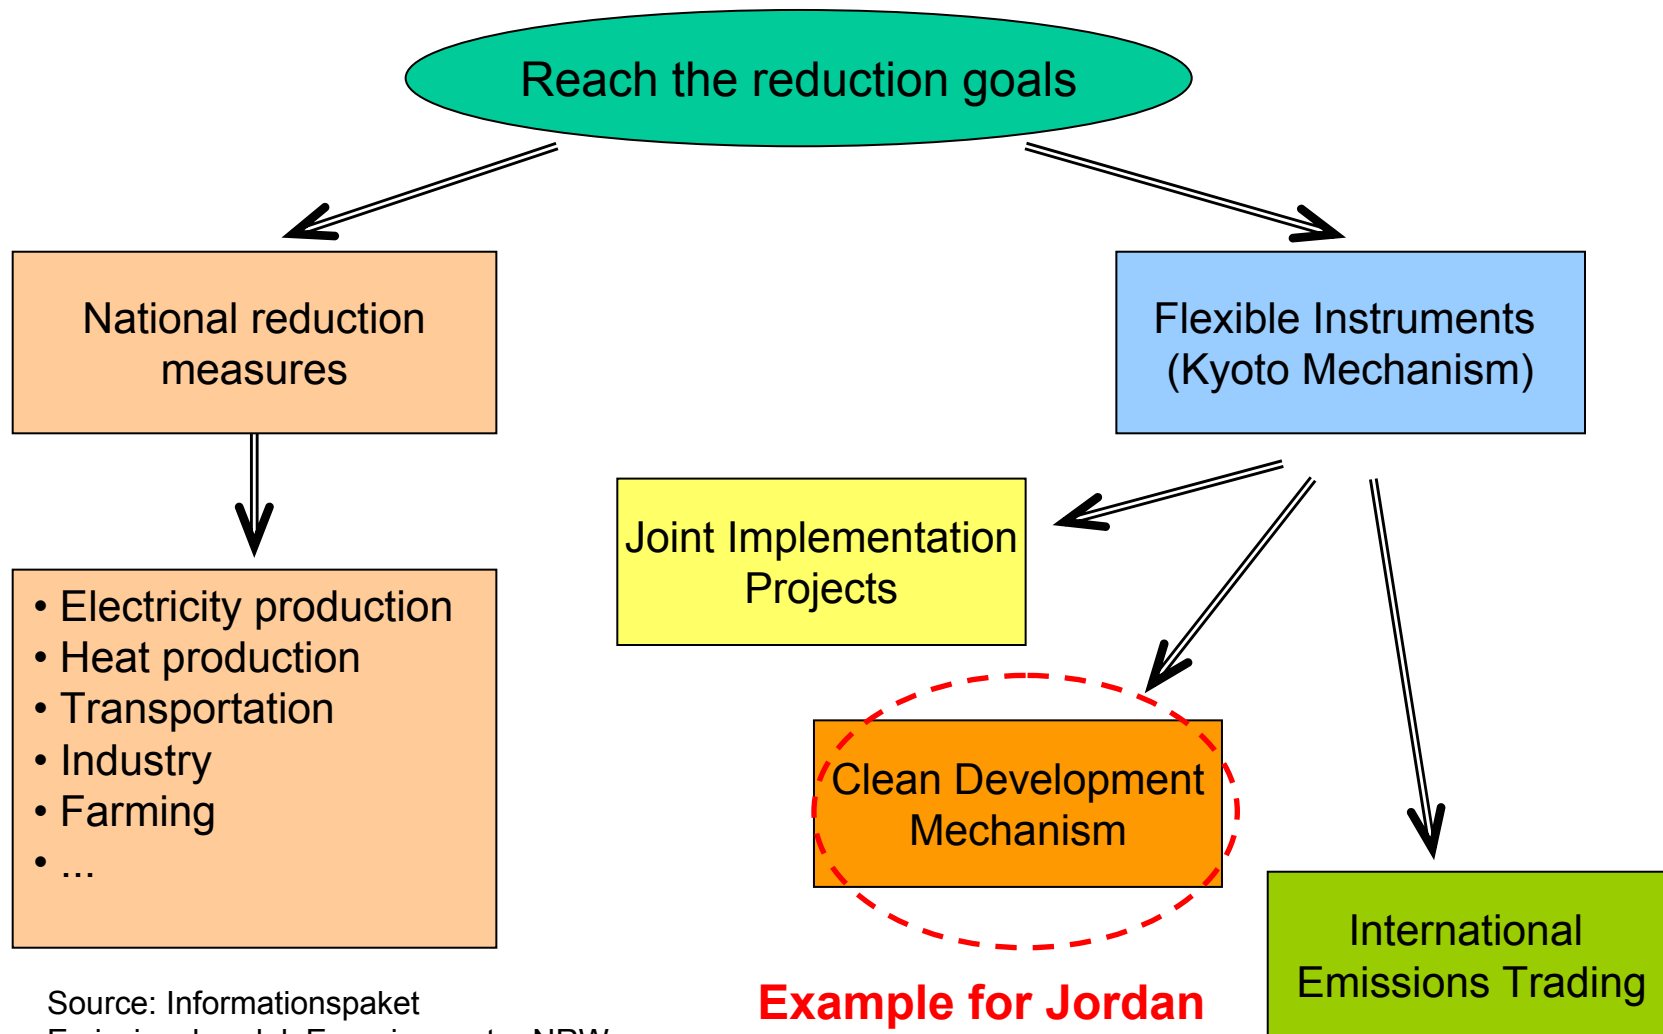 Reach the reduction goals
National reduction
measures
Flexible Instruments
(Kyoto Mechanism)
• Electricity production
• Heat production
• Transportation
• Industry
• Farming
• ...
Joint Implementation
Projects
Clean Development
Mechanism
International
Emissions Trading
Example for Jordan
Source: Informationspaket